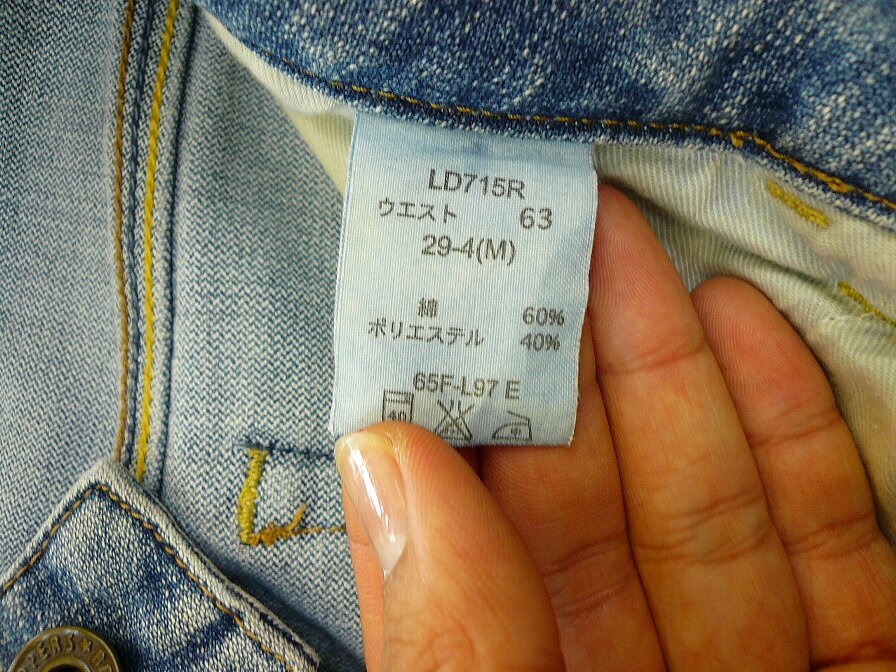 LD715R
ウエスト 63
29-4(M)
綿 60%
ポリエステル 40%
65F-L97 E
40